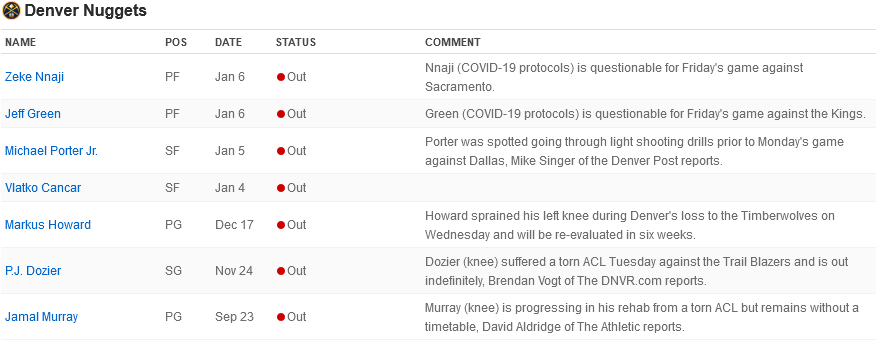 Denver Nuggets
NAME POS DATE STATUS COMMENT
Zeke Nnaji PF Jan 6 Out Nnaji (COVID-19 protocols) is questionable for Friday's game against
Sacramento.
Jeff Green PF Jan 6 Out Green (COVID-19 protocols) is questionable for Friday's game against the Kings.
Michael Porter Jr. SF Jan 5 Out Porter was spotted going through light shooting drills prior to Monday's game
against Dallas, Mike Singer of the Denver Post reports.
Vlatko Cancar SF Jan 4 Out
Markus Howard PG Dec 17 Out Howard sprained his left knee during Denver's loss to the Timberwolves on
Wednesday and will be re-evaluated in six weeks.
P.J. Dozier SG Nov 24 Out Dozier (knee) suffered a torn ACL Tuesday against the Trail Blazers and is out
indefinitely, Brendan Vogt of The DNVR.com reports.
Jamal Murray PG Sep 23 Out Murray (knee) is progressing in his rehab from a torn ACL but remains without a
timetable, David Aldridge of The Athletic reports.